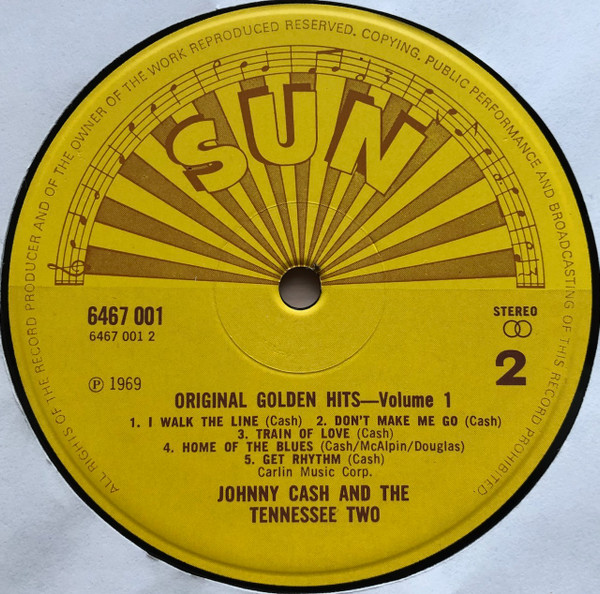 ALL RIGHTS OF THE RECORD PRODUCER AND OF THE OWNER OF THE WORK REPRODUCED RESERVED. COPYING, PUBLIC PERFORMANCE AND BROADCASTING OF THIS RECORD PROHIBITED.
SUN
6467 001
6467 001 2
STEREO
2
℗ 1969
ORIGINAL GOLDEN HITS—Volume 1
1. I WALK THE LINE (Cash) 2. DON'T MAKE ME GO (Cash)
3. TRAIN OF LOVE (Cash)
4. HOME OF THE BLUES (Cash/McAlpin/Douglas)
5. GET RHYTHM (Cash)
Carlin Music Corp.
JOHNNY CASH AND THE
TENNESSEE TWO